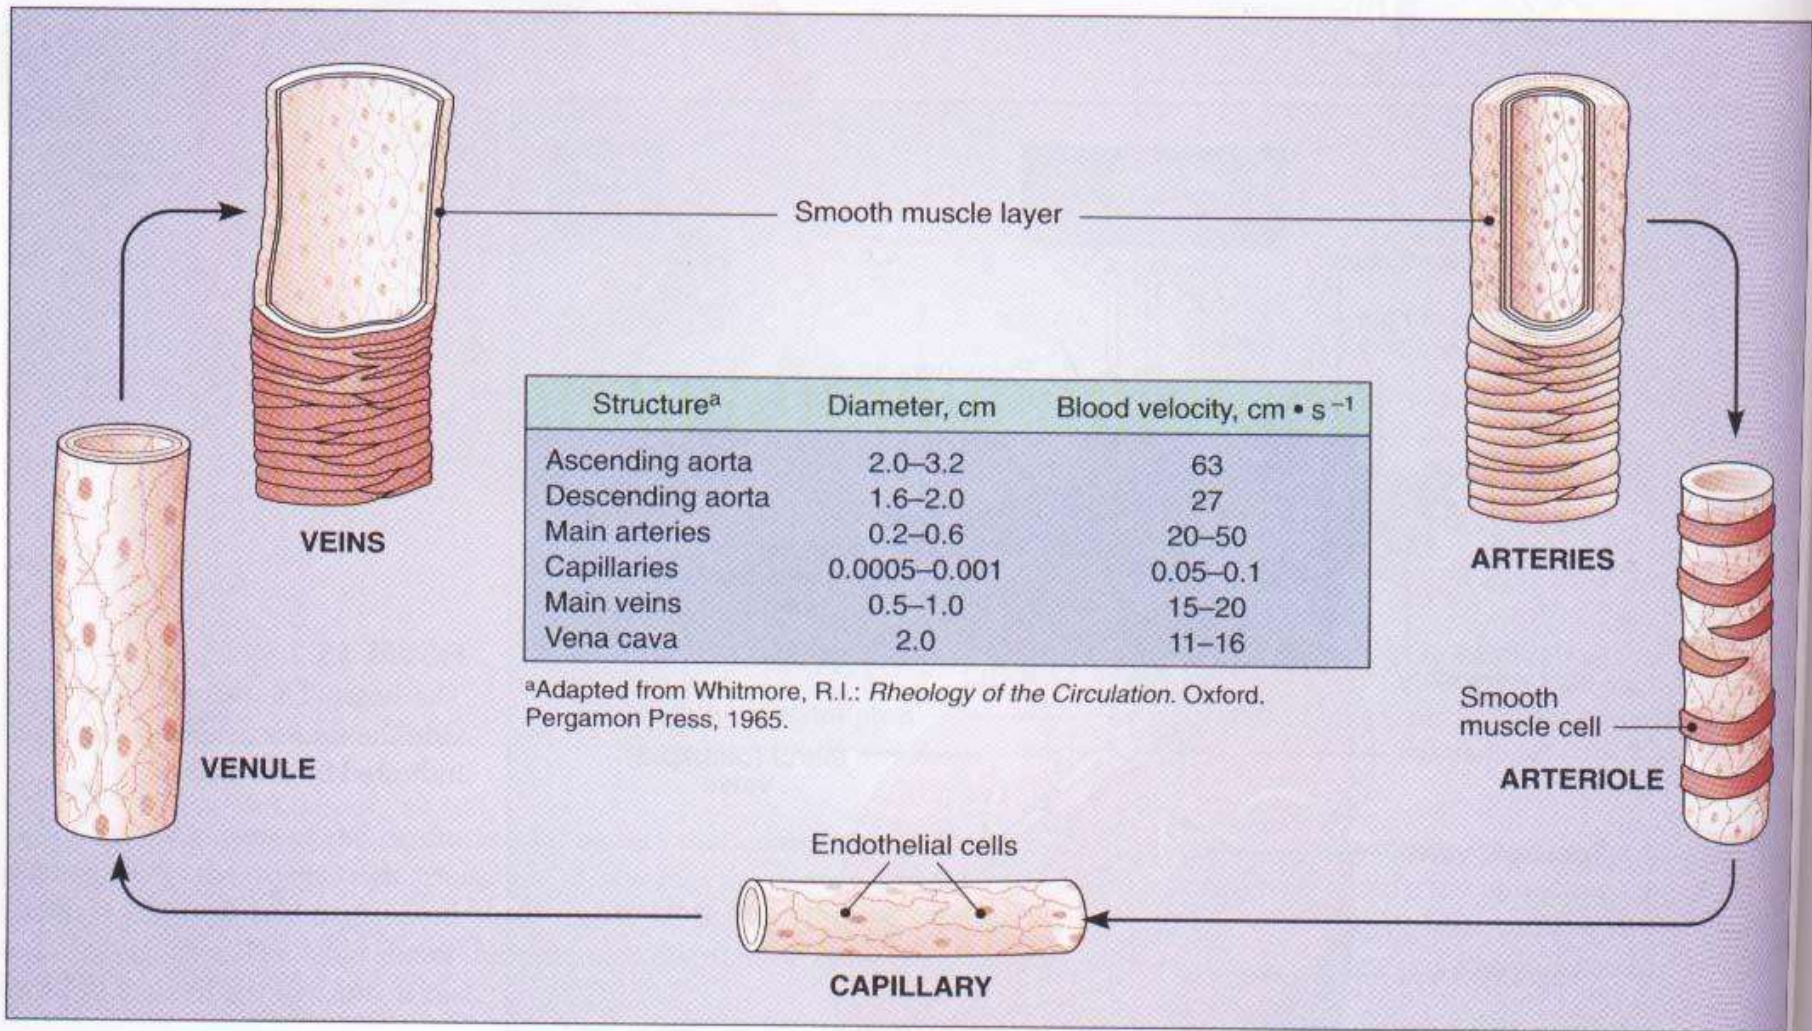 Smooth muscle layer
Structureᵃ Diameter, cm Blood velocity, cm • s ⁻¹
Ascending aorta 2.0–3.2 63
Descending aorta 1.6–2.0 27
Main arteries 0.2–0.6 20–50
Capillaries 0.0005–0.001 0.05–0.1
Main veins 0.5–1.0 15–20
Vena cava 2.0 11–16
ᵃAdapted from Whitmore, R.I.: Rheology of the Circulation. Oxford.
Pergamon Press, 1965.
VEINS
ARTERIES
Smooth
muscle cell
ARTERIOLE
VENULE
Endothelial cells
CAPILLARY